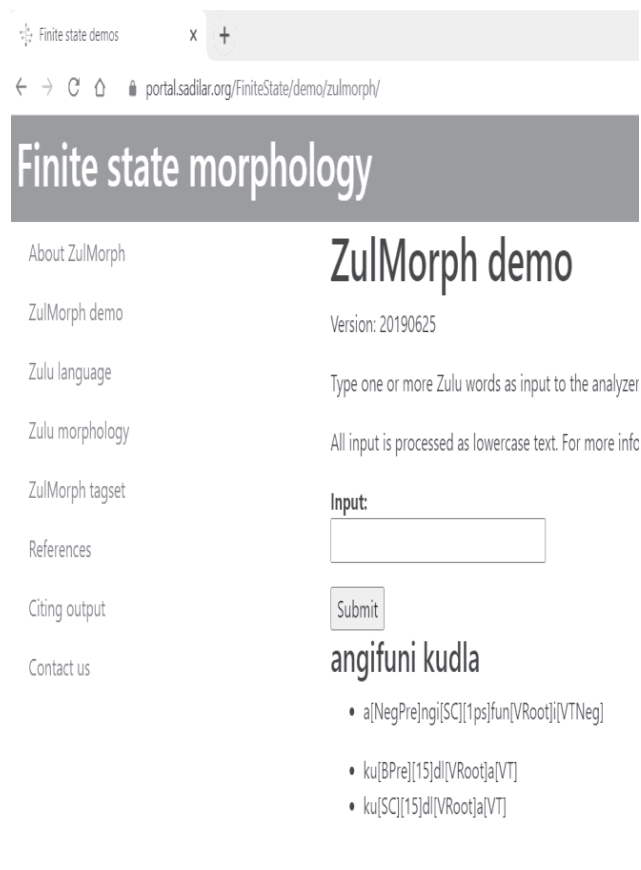 Finite state demos
portal.sadilar.org/FiniteState/demo/zulmorph/
Finite state morphology
About ZulMorph
ZulMorph demo
Zulu language
Zulu morphology
ZulMorph tagset
References
Citing output
Contact us
ZulMorph demo
Version: 20190625
Type one or more Zulu words as input to the analyzer
All input is processed as lowercase text. For more info
Input:
Submit
angifuni kudla
• a[NegPre]ngi[SC][1ps]fun[VRoot]i[VTNeg]
• ku[BPre][15]dl[VRoot]a[VT]
• ku[SC][15]dl[VRoot]a[VT]